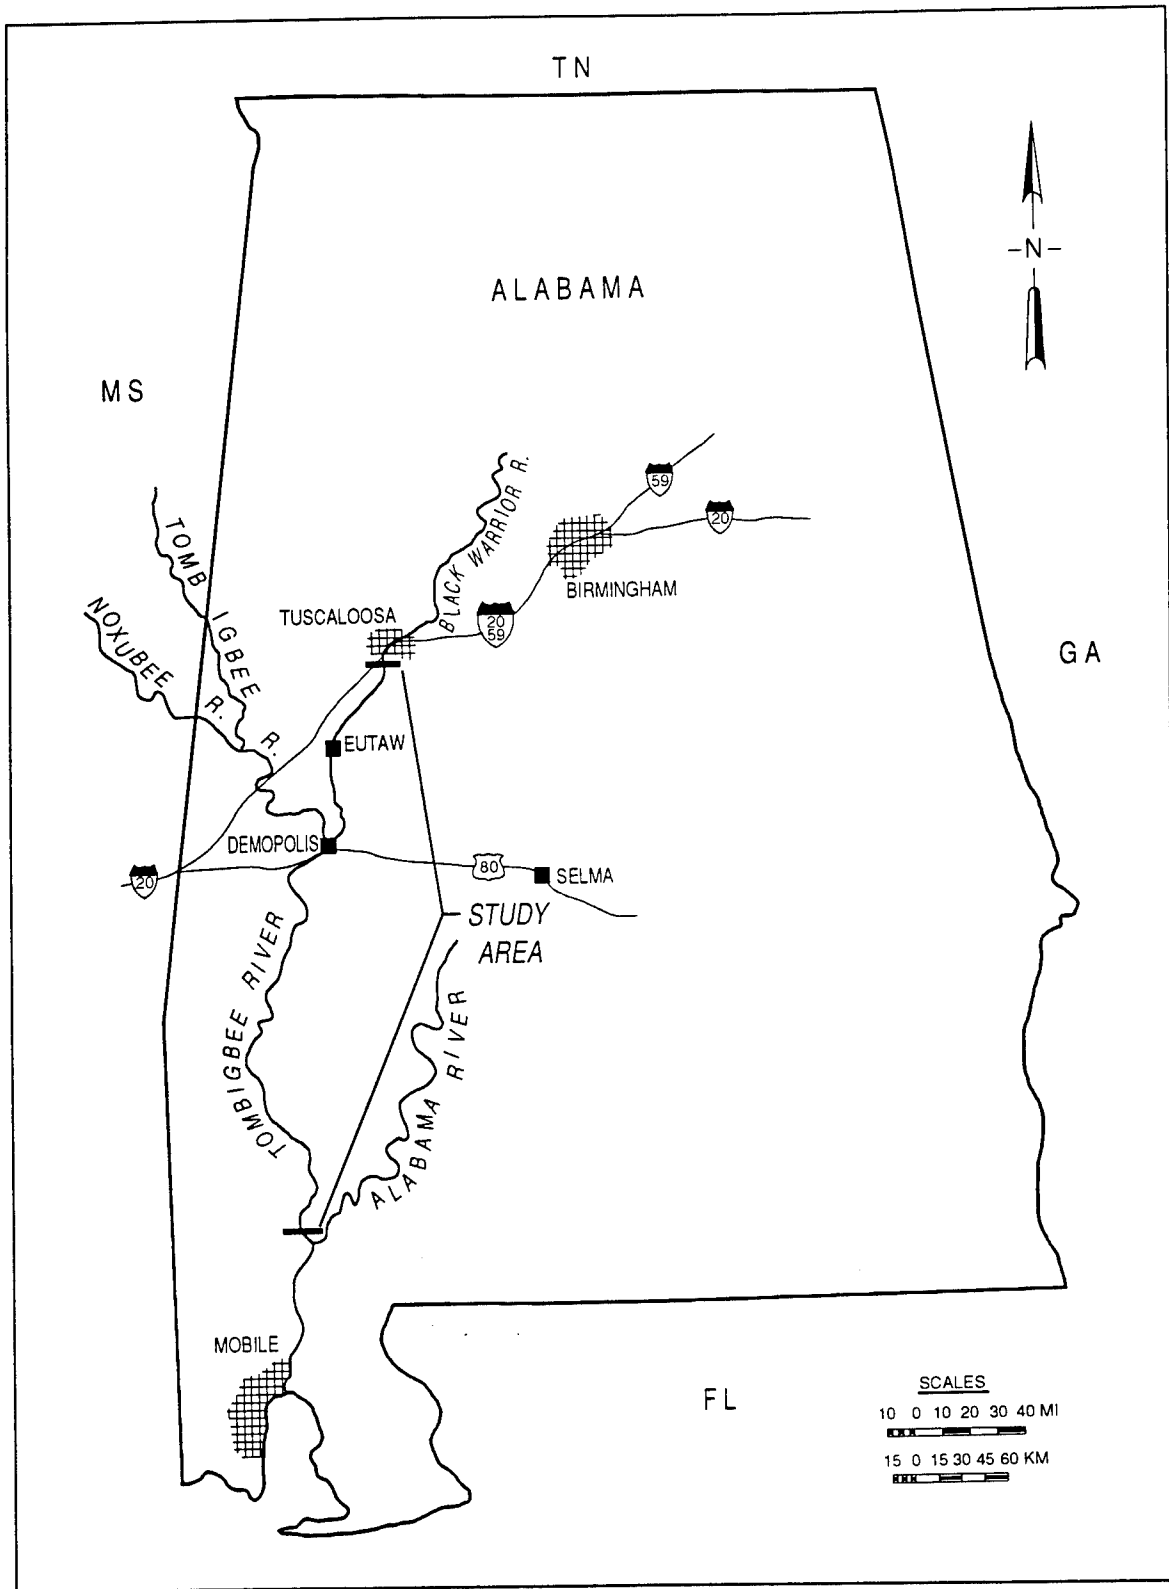 TN
-N-
ALABAMA
MS
59
20
BLACK WARRIOR R.
BIRMINGHAM
TOMBIGBEE R.
NOXUBEE R.
TUSCALOOSA
20
59
GA
EUTAW
DEMOPOLIS
80
20
SELMA
STUDY
AREA
TOMBIGBEE RIVER
ALABAMA RIVER
MOBILE
FL
SCALES
10 0 10 20 30 40 MI
15 0 15 30 45 60 KM